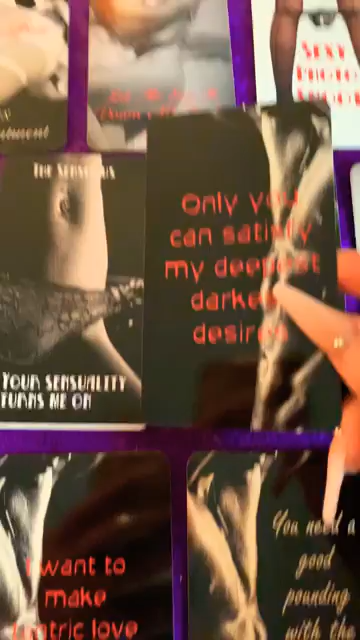 THE SENSUOUS
Only you
can satisfy
my deepest
darkest
desires
YOUR SENSUALITY
TURNS ME ON
I want to
make
tantric love
You need a
good
pounding
with the